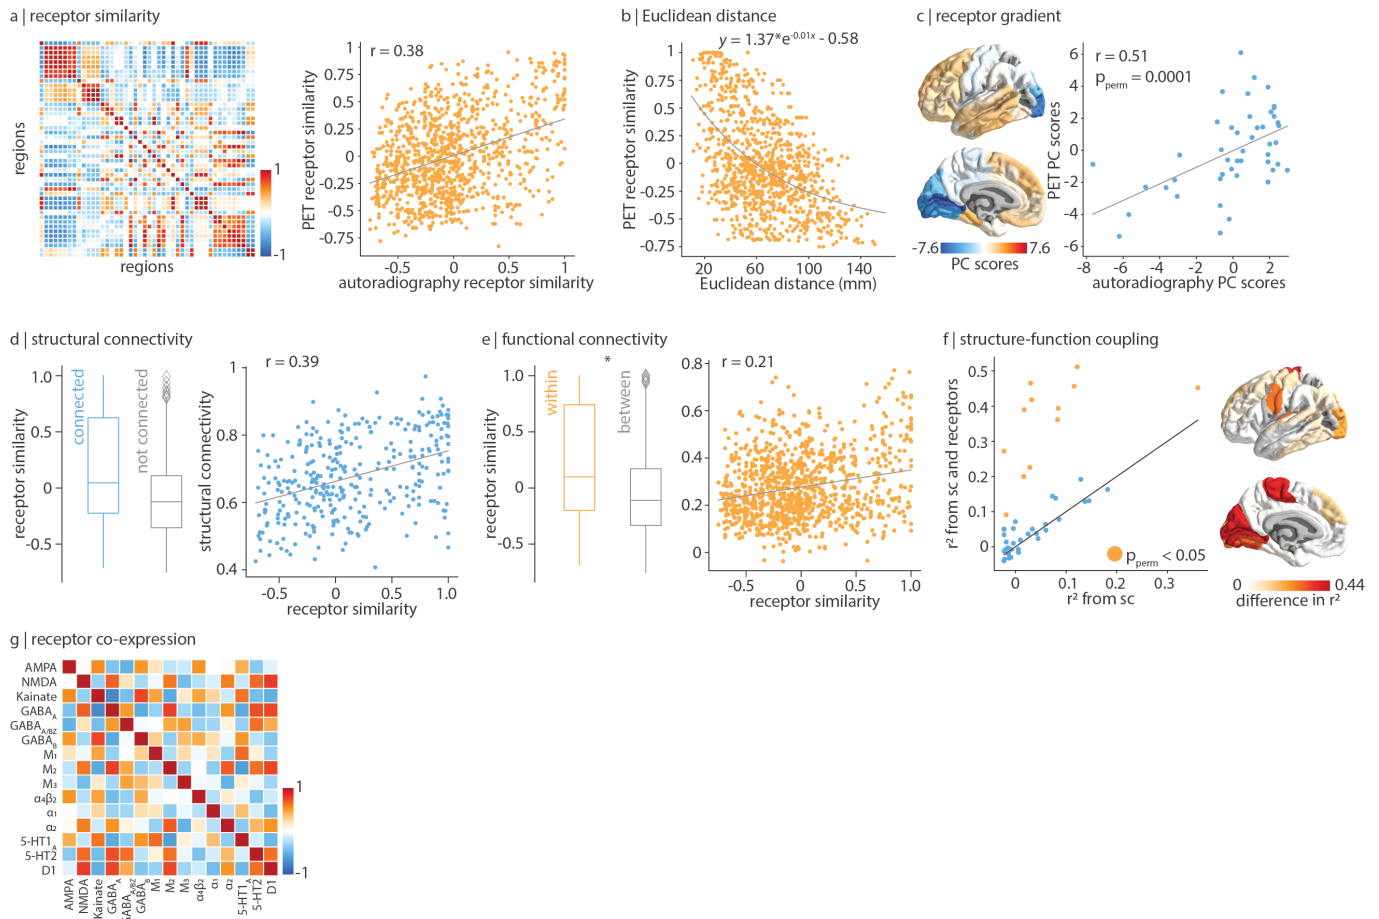 a | receptor similarity
regions
regions
1
-1
r = 0.38
PET receptor similarity
1
0.75
0.5
0.25
0
-0.25
-0.5
-0.75
-0.5
0
0.5
1
autoradiography receptor similarity
b | Euclidean distance
y = 1.37*e-0.01x - 0.58
PET receptor similarity
1
0.75
0.5
0.25
0
-0.25
-0.5
-0.75
20
60
100
140
Euclidean distance (mm)
c | receptor gradient
-7.6
7.6
PC scores
r = 0.51
pperm = 0.0001
PET PC scores
6
4
2
0
-2
-4
-6
-8
-6
-4
-2
0
2
autoradiography PC scores
d | structural connectivity
receptor similarity
1.0
0.5
0
-0.5
connected
not connected
r = 0.39
structural connectivity
1
0.8
0.6
0.4
-0.5
0
0.5
1.0
receptor similarity
e | functional connectivity
receptor similarity
1.0
0.5
0
-0.5
within
*
between
r = 0.21
0.8
0.6
0.4
0.2
0
-0.5
0
0.5
1.0
receptor similarity
f | structure-function coupling
r² from sc and receptors
0.5
0.4
0.3
0.2
0.1
0
0
0.1
0.2
0.3
r² from sc
pperm < 0.05
0
0.44
difference in r²
g | receptor co-expression
AMPA
NMDA
Kainate
GABAA
GABAA/BZ
GABAB
M₁
M₂
M₃
α₄β₂
α₁
α₂
5-HT1A
5-HT2
D1
AMPA
NMDA
Kainate
GABAA
GABAA/BZ
GABAB
M₁
M₂
M₃
α₄β₂
α₁
α₂
5-HT1A
5-HT2
D1
1
-1